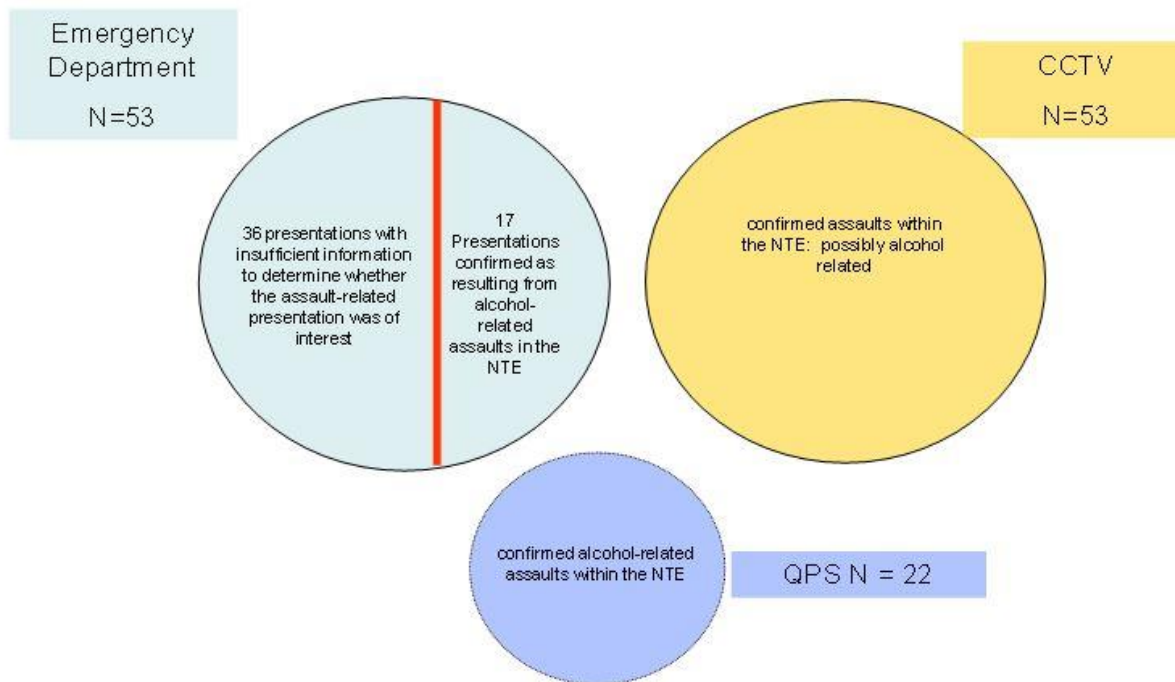 Emergency
Department
N=53
CCTV
N=53
36 presentations with
insufficient information
to determine whether
the assault-related
presentation was of
interest
17
Presentations
confirmed as
resulting from
alcohol-
related
assaults in the
NTE
confirmed assaults within
the NTE: possibly alcohol
related
confirmed alcohol-related
assaults within the NTE
QPS N = 22